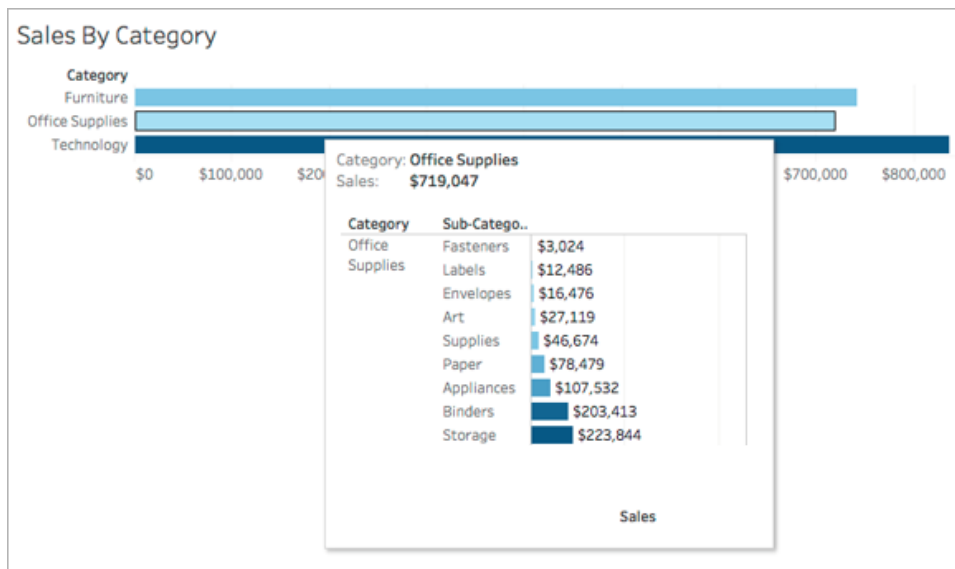 Sales By Category
Category
Furniture
Office Supplies
Technology
$0 $100,000 $20 $700,000 $800,000
Category: Office Supplies
Sales: $719,047
Category Sub-Catego..
Office Supplies Fasteners $3,024
Labels $12,486
Envelopes $16,476
Art $27,119
Supplies $46,674
Paper $78,479
Appliances $107,532
Binders $203,413
Storage $223,844
Sales